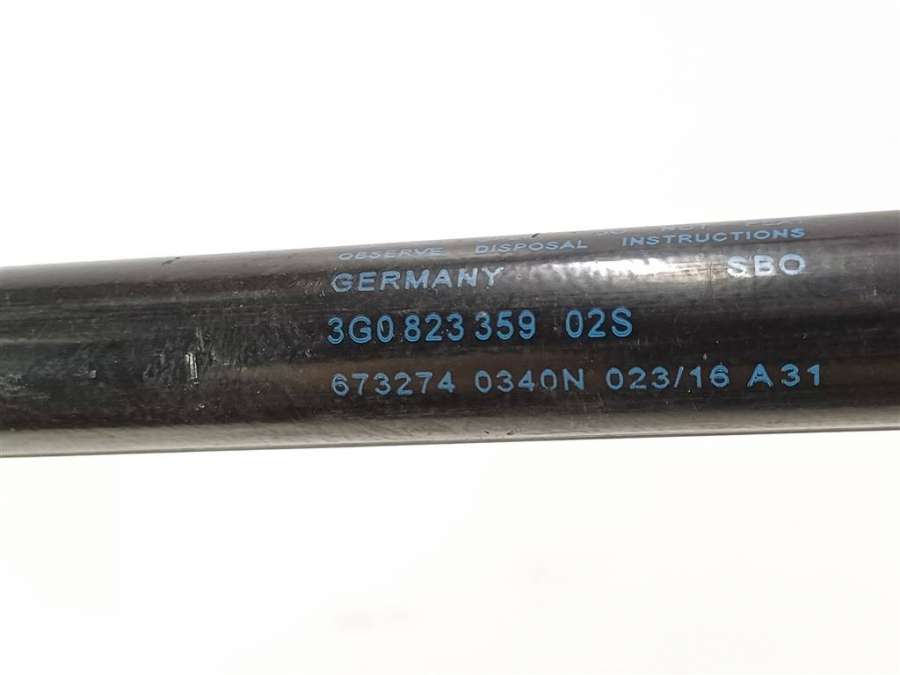 OBSERVE DISPOSAL INSTRUCTIONS
GERMANY SBO
3G0 823 359 02S
673274 0340N 023/16 A31